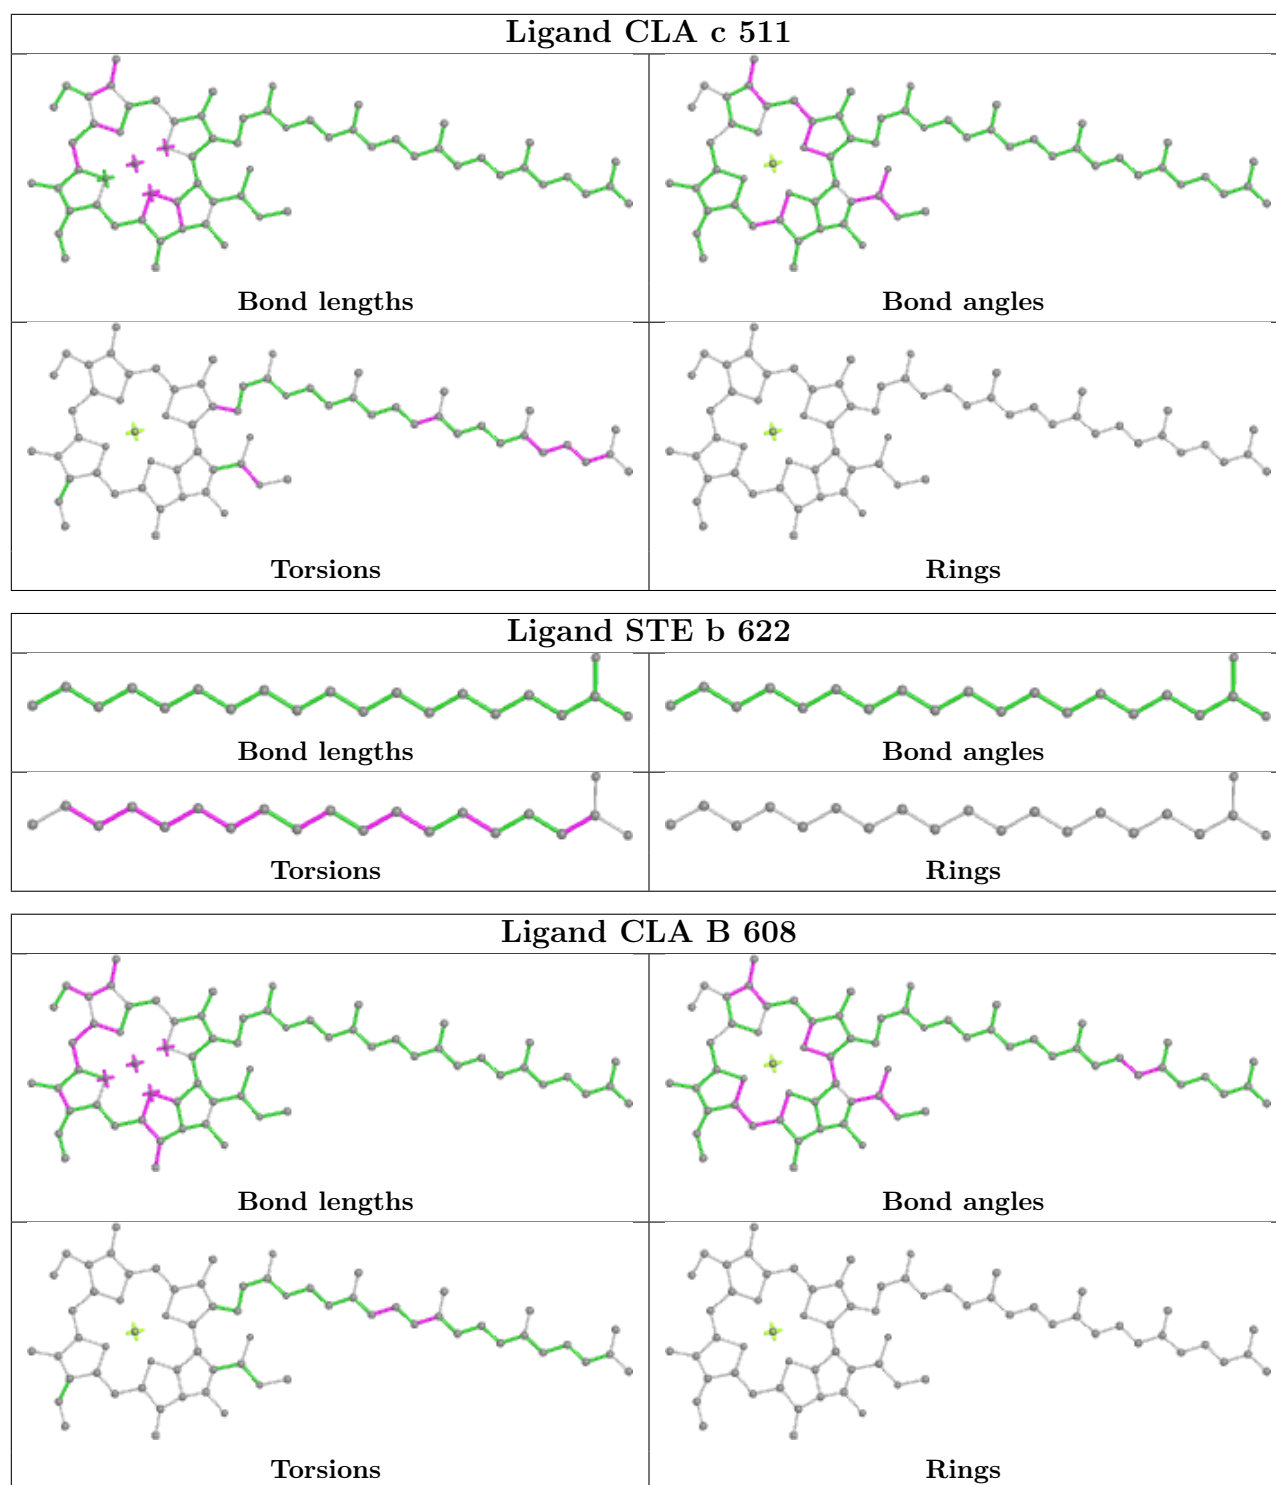 Ligand CLA c 511
Bond lengths
Bond angles
Torsions
Rings
Ligand STE b 622
Bond lengths
Bond angles
Torsions
Rings
Ligand CLA B 608
Bond lengths
Bond angles
Torsions
Rings